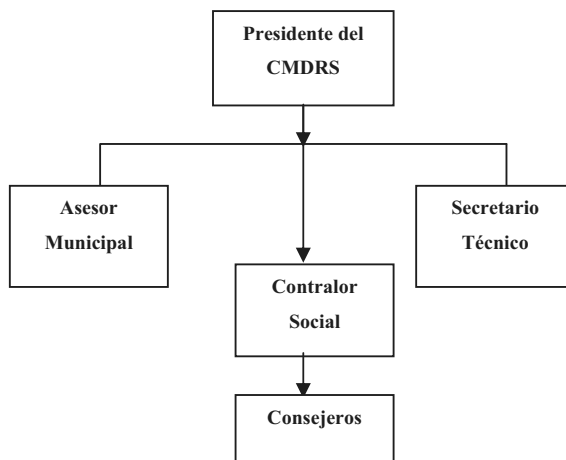 Presidente del
CMDRS
Asesor
Municipal
Secretario
Técnico
Contralor
Social
Consejeros